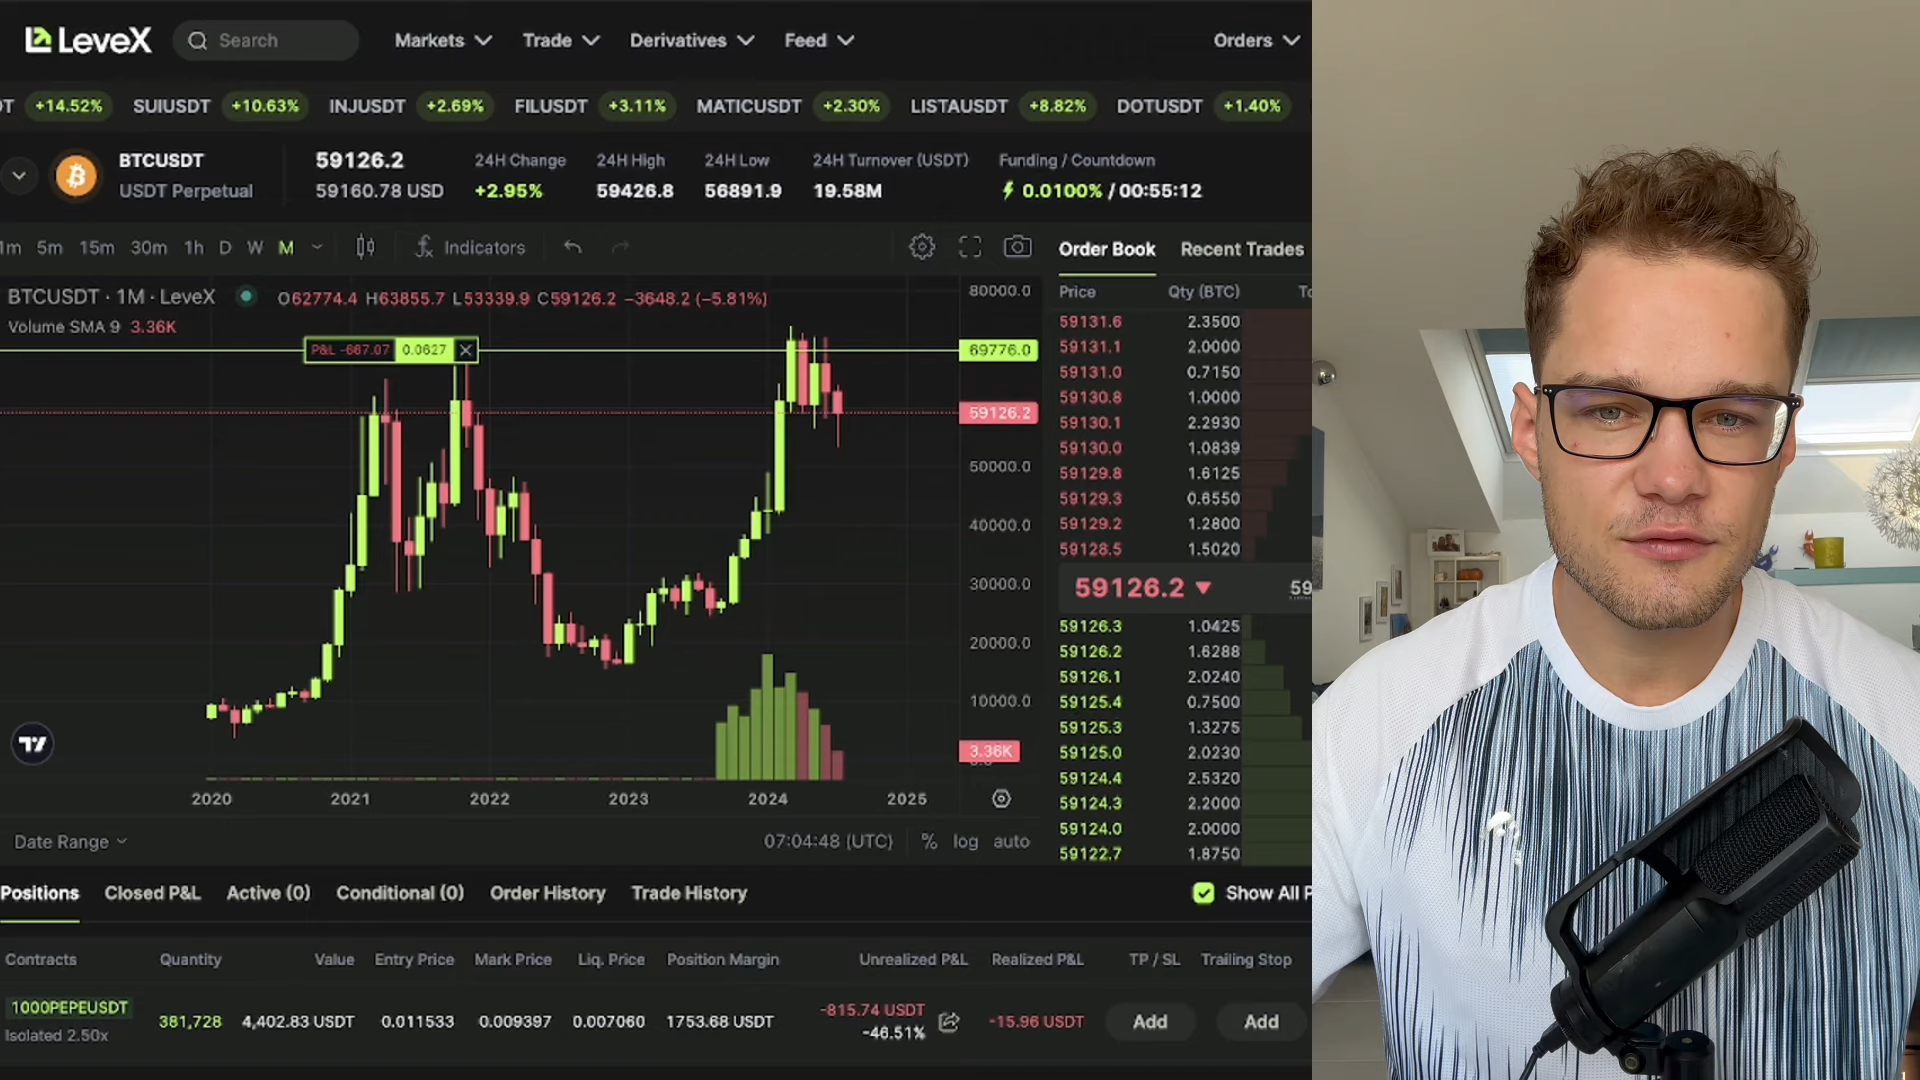 LeveX
Search
Markets
Trade
Derivatives
Feed
Orders
+14.52%
SUIUSDT
+10.63%
INJUSDT
+2.69%
FILUSDT
+3.11%
MATICUSDT
+2.30%
LISTAUSDT
+8.82%
DOTUSDT
+1.40%
BTCUSDT
USDT Perpetual
59126.2
59160.78 USD
24H Change
+2.95%
24H High
59426.8
24H Low
56891.9
24H Turnover (USDT)
19.58M
Funding / Countdown
0.0100% / 00:55:12
1m 5m 15m 30m 1h D W M
Indicators
BTCUSDT · 1M · LeveX
O62774.4 H63855.7 L53339.9 C59126.2 −3648.2 (−5.81%)
Volume SMA 9 3.36K
P&L -667.07 0.0627
80000.0
69776.0
59126.2
50000.0
40000.0
30000.0
20000.0
10000.0
3.36K
2020 2021 2022 2023 2024 2025
Date Range
07:04:48 (UTC)
% log auto
Order Book
Recent Trades
Price Qty (BTC)
59131.6 2.3500
59131.1 2.0000
59131.0 0.7150
59130.8 1.0000
59130.1 2.2930
59130.0 1.0839
59129.8 1.6125
59129.3 0.6550
59129.2 1.2800
59128.5 1.5020
59126.2
59126.3 1.0425
59126.2 1.6288
59126.1 2.0240
59125.4 0.7500
59125.3 1.3275
59125.0 2.0230
59124.4 2.5320
59124.3 2.2000
59124.0 2.0000
59122.7 1.8750
Positions
Closed P&L
Active (0)
Conditional (0)
Order History
Trade History
Show All
Contracts Quantity Value Entry Price Mark Price Liq. Price Position Margin Unrealized P&L Realized P&L TP / SL Trailing Stop
1000PEPEUSDT
Isolated 2.50x
381,728
4,402.83 USDT
0.011533
0.009397
0.007060
1753.68 USDT
-815.74 USDT
-46.51%
-15.96 USDT
Add
Add